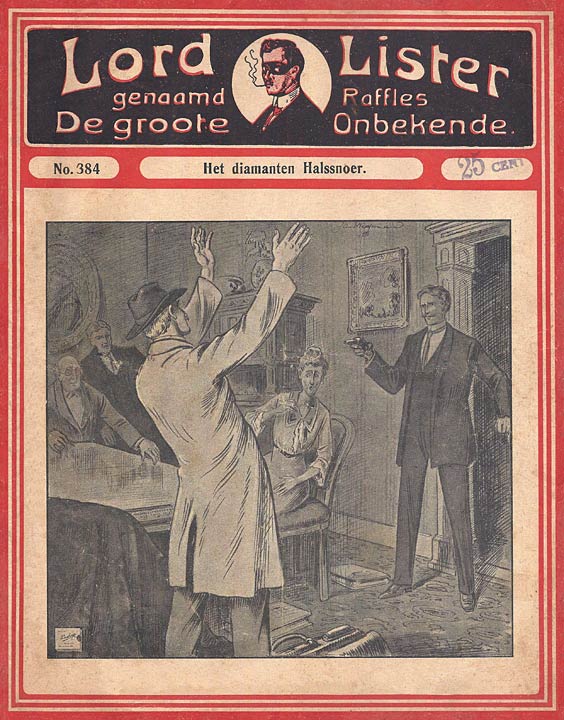 Lord Lister
genaamd Raffles
De groote Onbekende.
No. 384
Het diamanten Halssnoer.
25 CENT